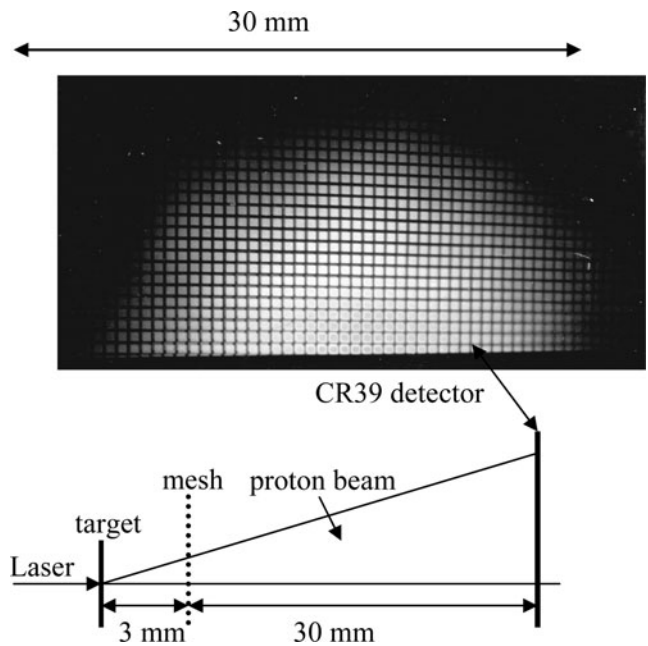 30 mm
CR39 detector
mesh
proton beam
target
Laser
3 mm
30 mm